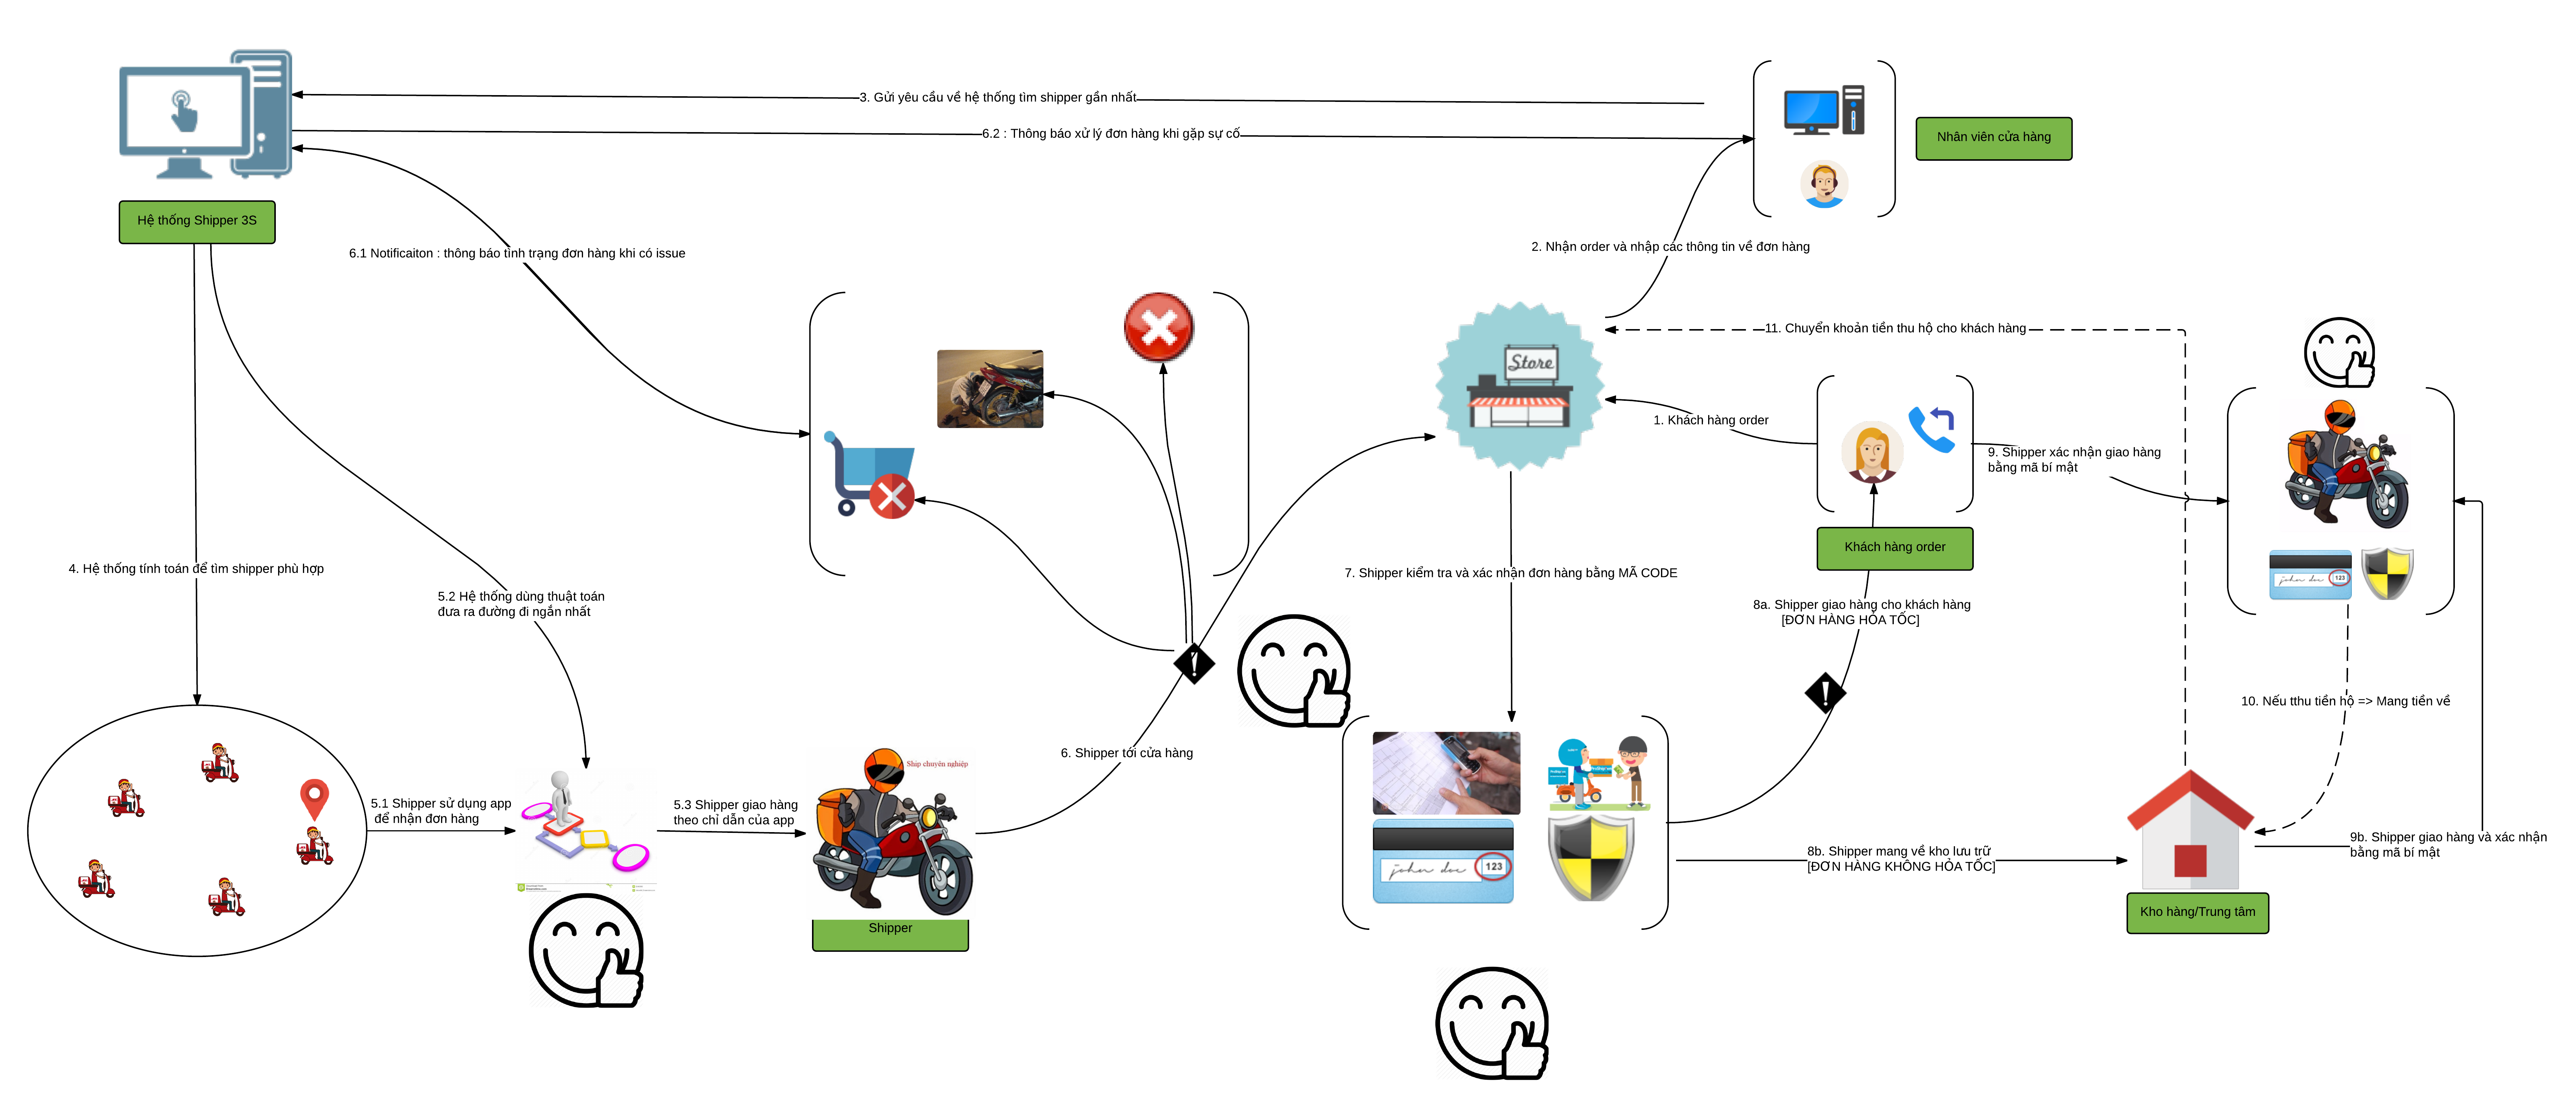 3. Gửi yêu cầu về hệ thống tìm shipper gần nhất
6.2 : Thông báo xử lý đơn hàng khi gặp sự cố
Nhân viên cửa hàng
Hệ thống Shipper 3S
6.1 Notificaiton : thông báo tình trạng đơn hàng khi có issue
2. Nhận order và nhập các thông tin về đơn hàng
11. Chuyển khoản tiền thu hộ cho khách hàng
Store
1. Khách hàng order
9. Shipper xác nhận giao hàng
bằng mã bí mật
Khách hàng order
4. Hệ thống tính toán để tìm shipper phù hợp
7. Shipper kiểm tra và xác nhận đơn hàng bằng MÃ CODE
john doe
123
5.2 Hệ thống dùng thuật toán
đưa ra đường đi ngắn nhất
8a. Shipper giao hàng cho khách hàng
[ĐƠN HÀNG HỎA TỐC]
10. Nếu tthu tiền hộ => Mang tiền về
6. Shipper tới cửa hàng
Ship chuyên nghiệp
5.1 Shipper sử dụng app
để nhận đơn hàng
5.3 Shipper giao hàng
theo chỉ dẫn của app
john doe
123
8b. Shipper mang về kho lưu trữ
[ĐƠN HÀNG KHÔNG HỎA TỐC]
9b. Shipper giao hàng và xác nhận
bằng mã bí mật
Shipper
Kho hàng/Trung tâm